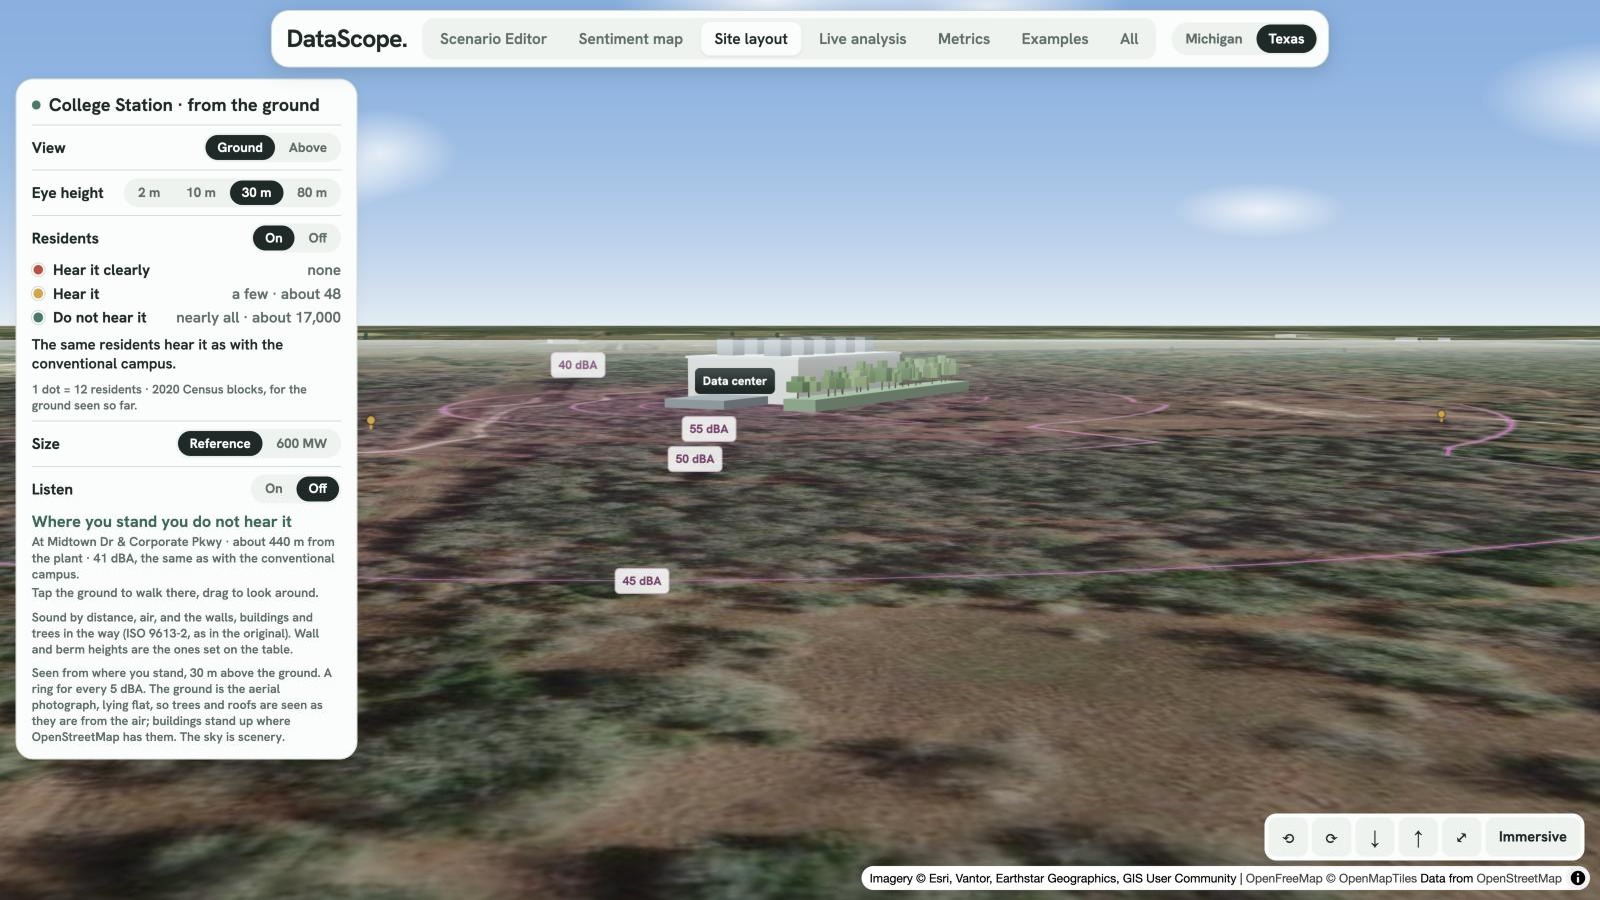 DataScope.
Scenario Editor
Sentiment map
Site layout
Live analysis
Metrics
Examples
All
Michigan
Texas
College Station · from the ground
View
Ground
Above
Eye height
2 m
10 m
30 m
80 m
Residents
On
Off
Hear it clearly
none
Hear it
a few · about 48
Do not hear it
nearly all · about 17,000
The same residents hear it as with the
conventional campus.
1 dot = 12 residents · 2020 Census blocks, for the
ground seen so far.
Size
Reference
600 MW
Listen
On
Off
Where you stand you do not hear it
At Midtown Dr & Corporate Pkwy · about 440 m from
the plant · 41 dBA, the same as with the conventional
campus.
Tap the ground to walk there, drag to look around.
Sound by distance, air, and the walls, buildings and
trees in the way (ISO 9613-2, as in the original). Wall
and berm heights are the ones set on the table.
Seen from where you stand, 30 m above the ground. A
ring for every 5 dBA. The ground is the aerial
photograph, lying flat, so trees and roofs are seen as
they are from the air; buildings stand up where
OpenStreetMap has them. The sky is scenery.
40 dBA
Data center
55 dBA
50 dBA
45 dBA
Immersive
Imagery © Esri, Vantor, Earthstar Geographics, GIS User Community | OpenFreeMap © OpenMapTiles Data from OpenStreetMap